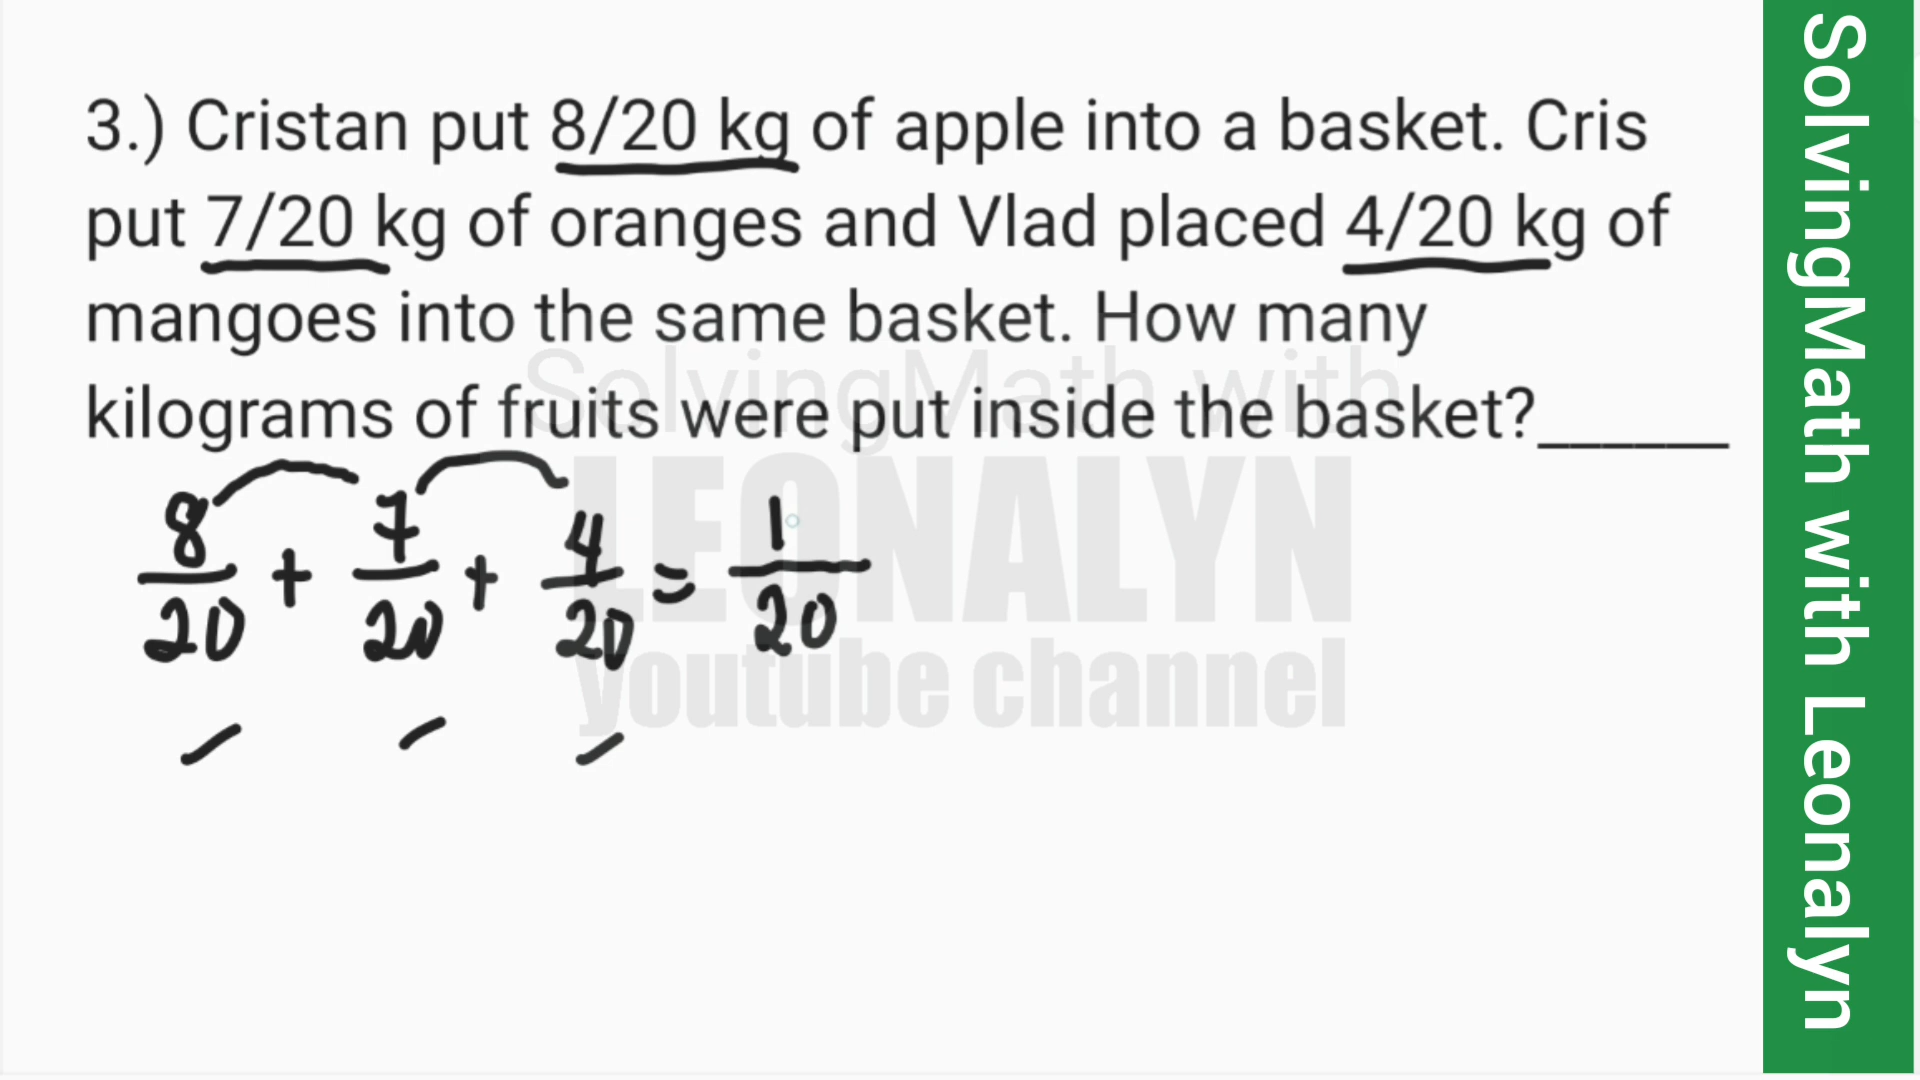 3.) Cristan put 8/20 kg of apple into a basket. Cris
put 7/20 kg of oranges and Vlad placed 4/20 kg of
mangoes into the same basket. How many
kilograms of fruits were put inside the basket?______
8/20 + 7/20 + 4/20 = 1/20
SolvingMath with
LEONALYN
youtube channel
SolvingMath with Leonalyn